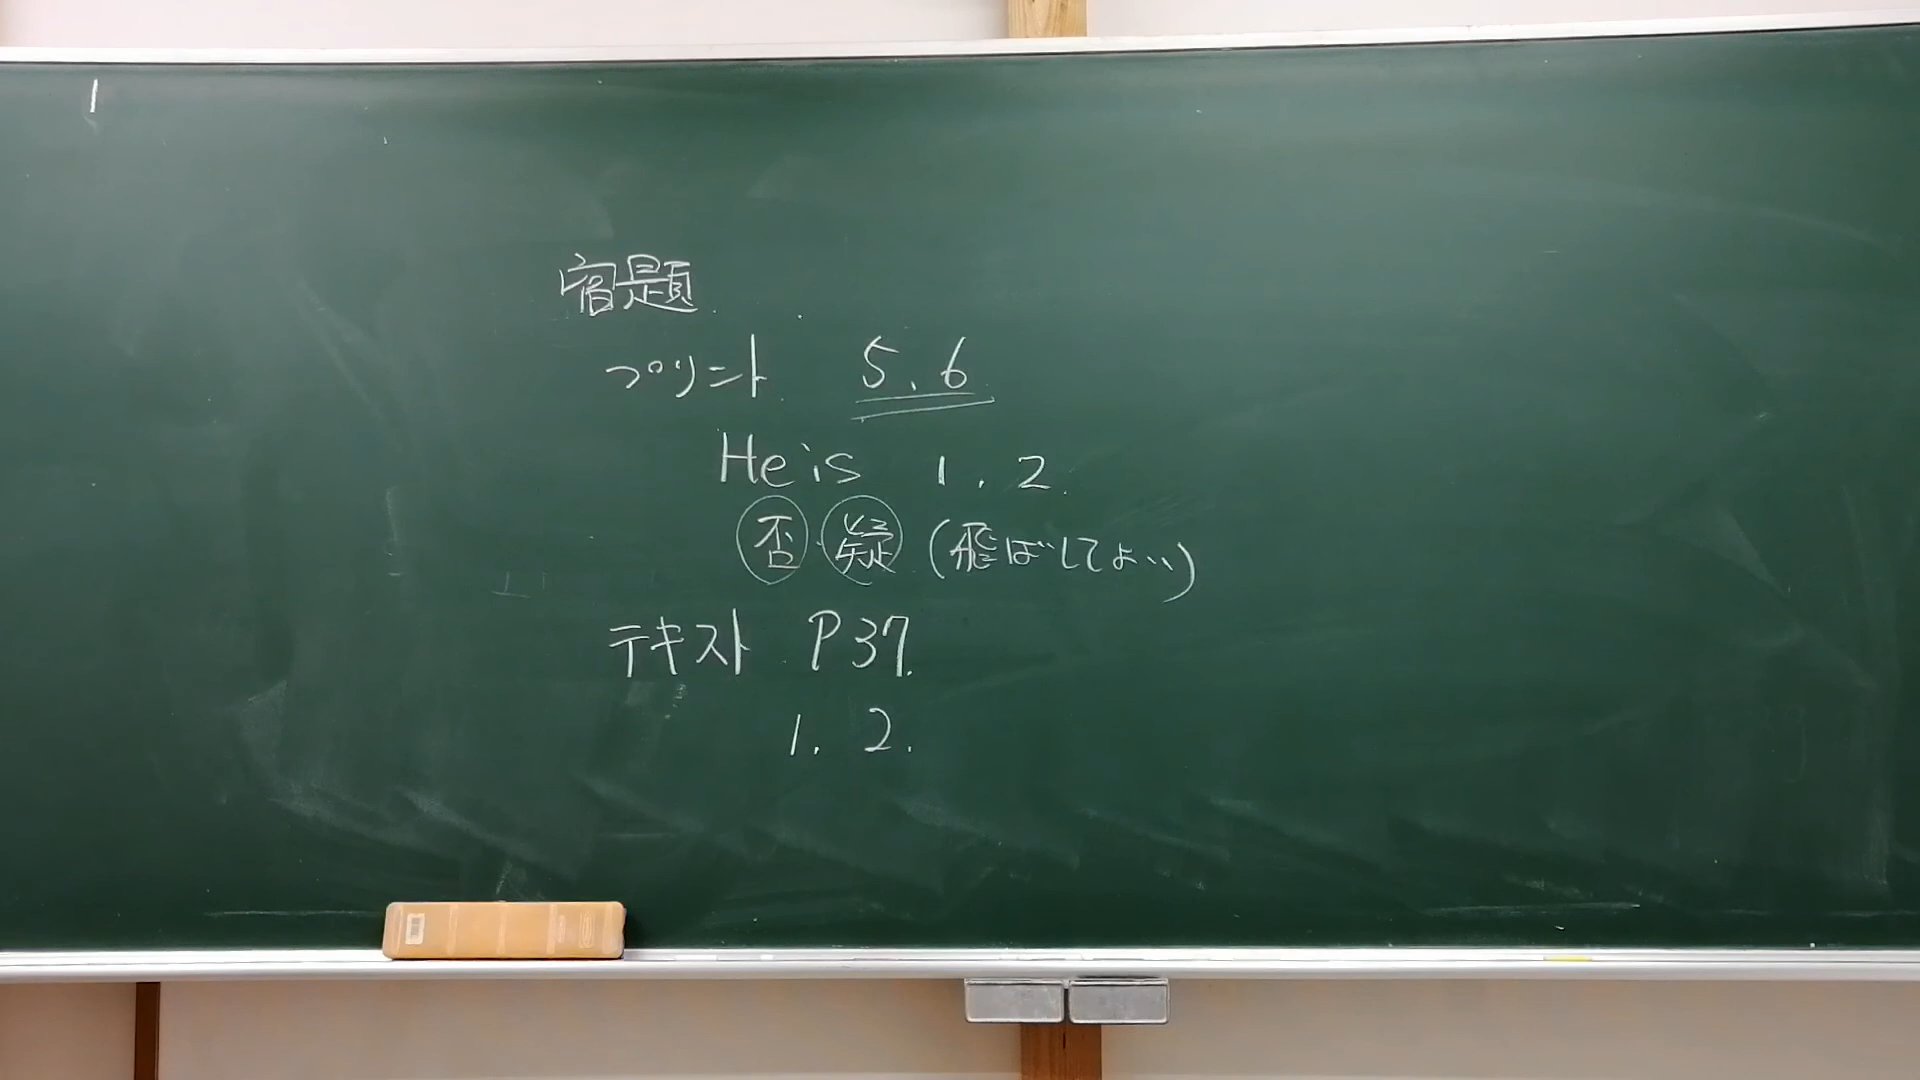 宿題
プリント 5.6
He is 1.2.
否・疑 (飛ばしてよい)
テキスト P37.
1. 2.